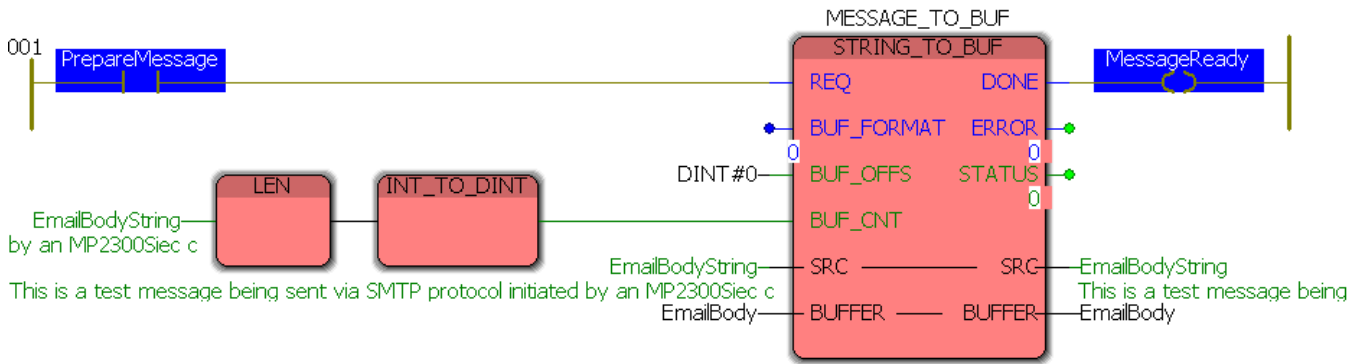 MESSAGE_TO_BUF
001
STRING_TO_BUF
PrepareMessage
MessageReady
REQ DONE
BUF_FORMAT ERROR
0 0
DINT#0 BUF_OFFS STATUS
0
LEN INT_TO_DINT
EmailBodyString BUF_CNT
by an MP2300Siec c
EmailBodyString SRC SRC EmailBodyString
This is a test message being sent via SMTP protocol initiated by an MP2300Siec c This is a test message being
EmailBody BUFFER BUFFER EmailBody